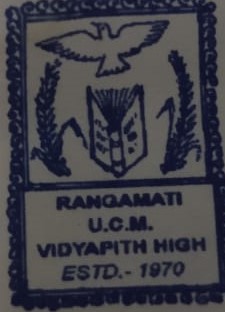 RANGAMATI
U.C.M.
VIDYAPITH HIGH
ESTD.- 1970